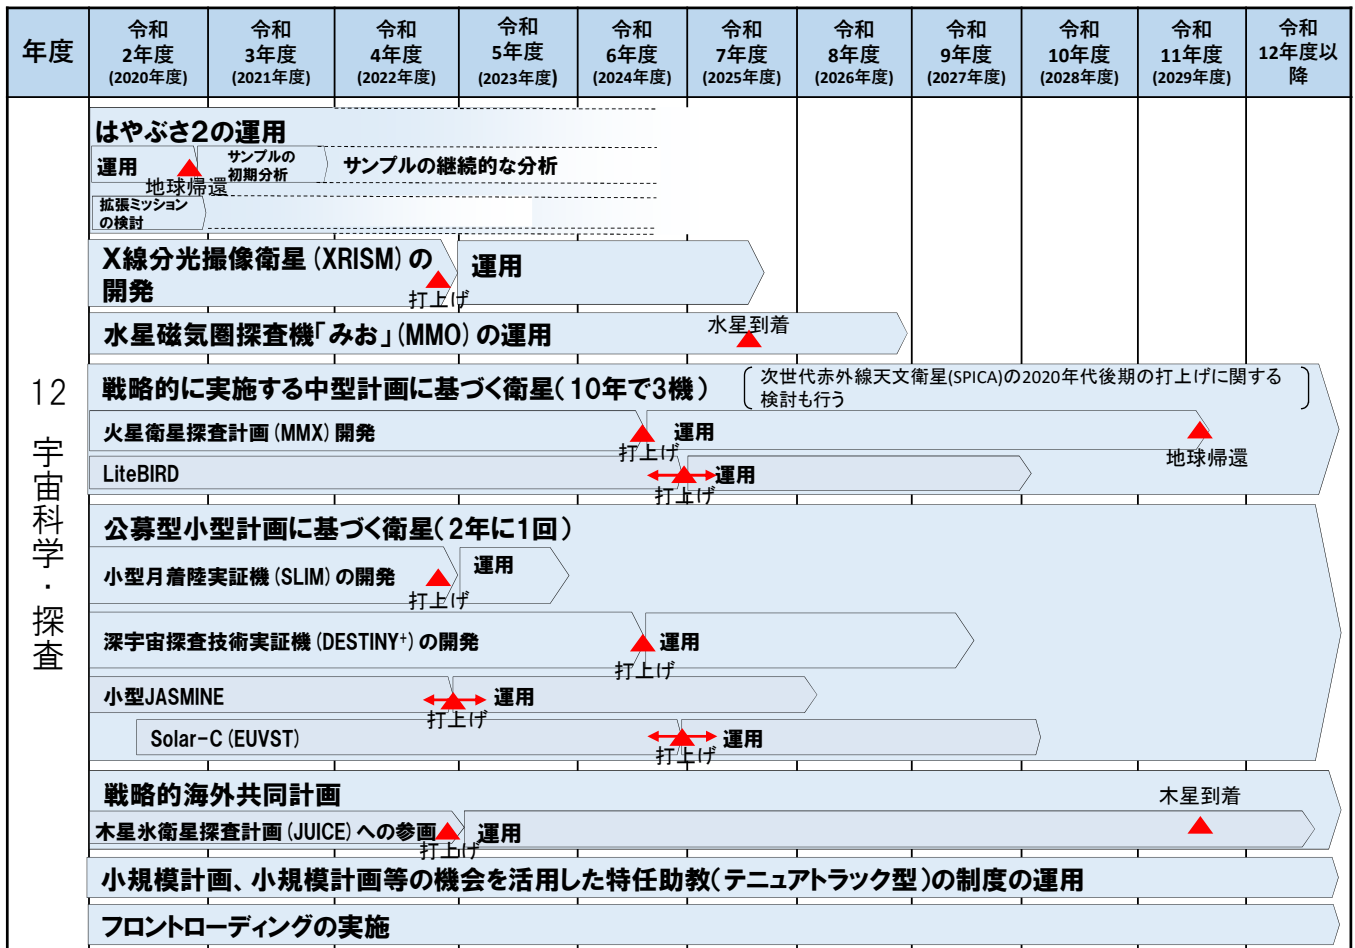 年度
令和
2年度
(2020年度)
令和
3年度
(2021年度)
令和
4年度
(2022年度)
令和
5年度
(2023年度)
令和
6年度
(2024年度)
令和
7年度
(2025年度)
令和
8年度
(2026年度)
令和
9年度
(2027年度)
令和
10年度
(2028年度)
令和
11年度
(2029年度)
令和
12年度以
降
12 宇宙科学・探査
はやぶさ2の運用
運用
サンプルの
初期分析
サンプルの継続的な分析
地球帰還
拡張ミッション
の検討
X線分光撮像衛星(XRISM)の
開発
運用
打上げ
水星磁気圏探査機「みお」(MMO)の運用
水星到着
戦略的に実施する中型計画に基づく衛星(10年で3機)
次世代赤外線天文衛星(SPICA)の2020年代後期の打上げに関する
検討も行う
火星衛星探査計画(MMX)開発
運用
打上げ
地球帰還
LiteBIRD
運用
打上げ
公募型小型計画に基づく衛星(2年に1回)
小型月着陸実証機(SLIM)の開発
運用
打上げ
深宇宙探査技術実証機(DESTINY⁺)の開発
運用
打上げ
小型JASMINE
運用
打上げ
Solar-C(EUVST)
運用
打上げ
戦略的海外共同計画
木星到着
木星氷衛星探査計画(JUICE)への参画
運用
打上げ
小規模計画、小規模計画等の機会を活用した特任助教(テニュアトラック型)の制度の運用
フロントローディングの実施